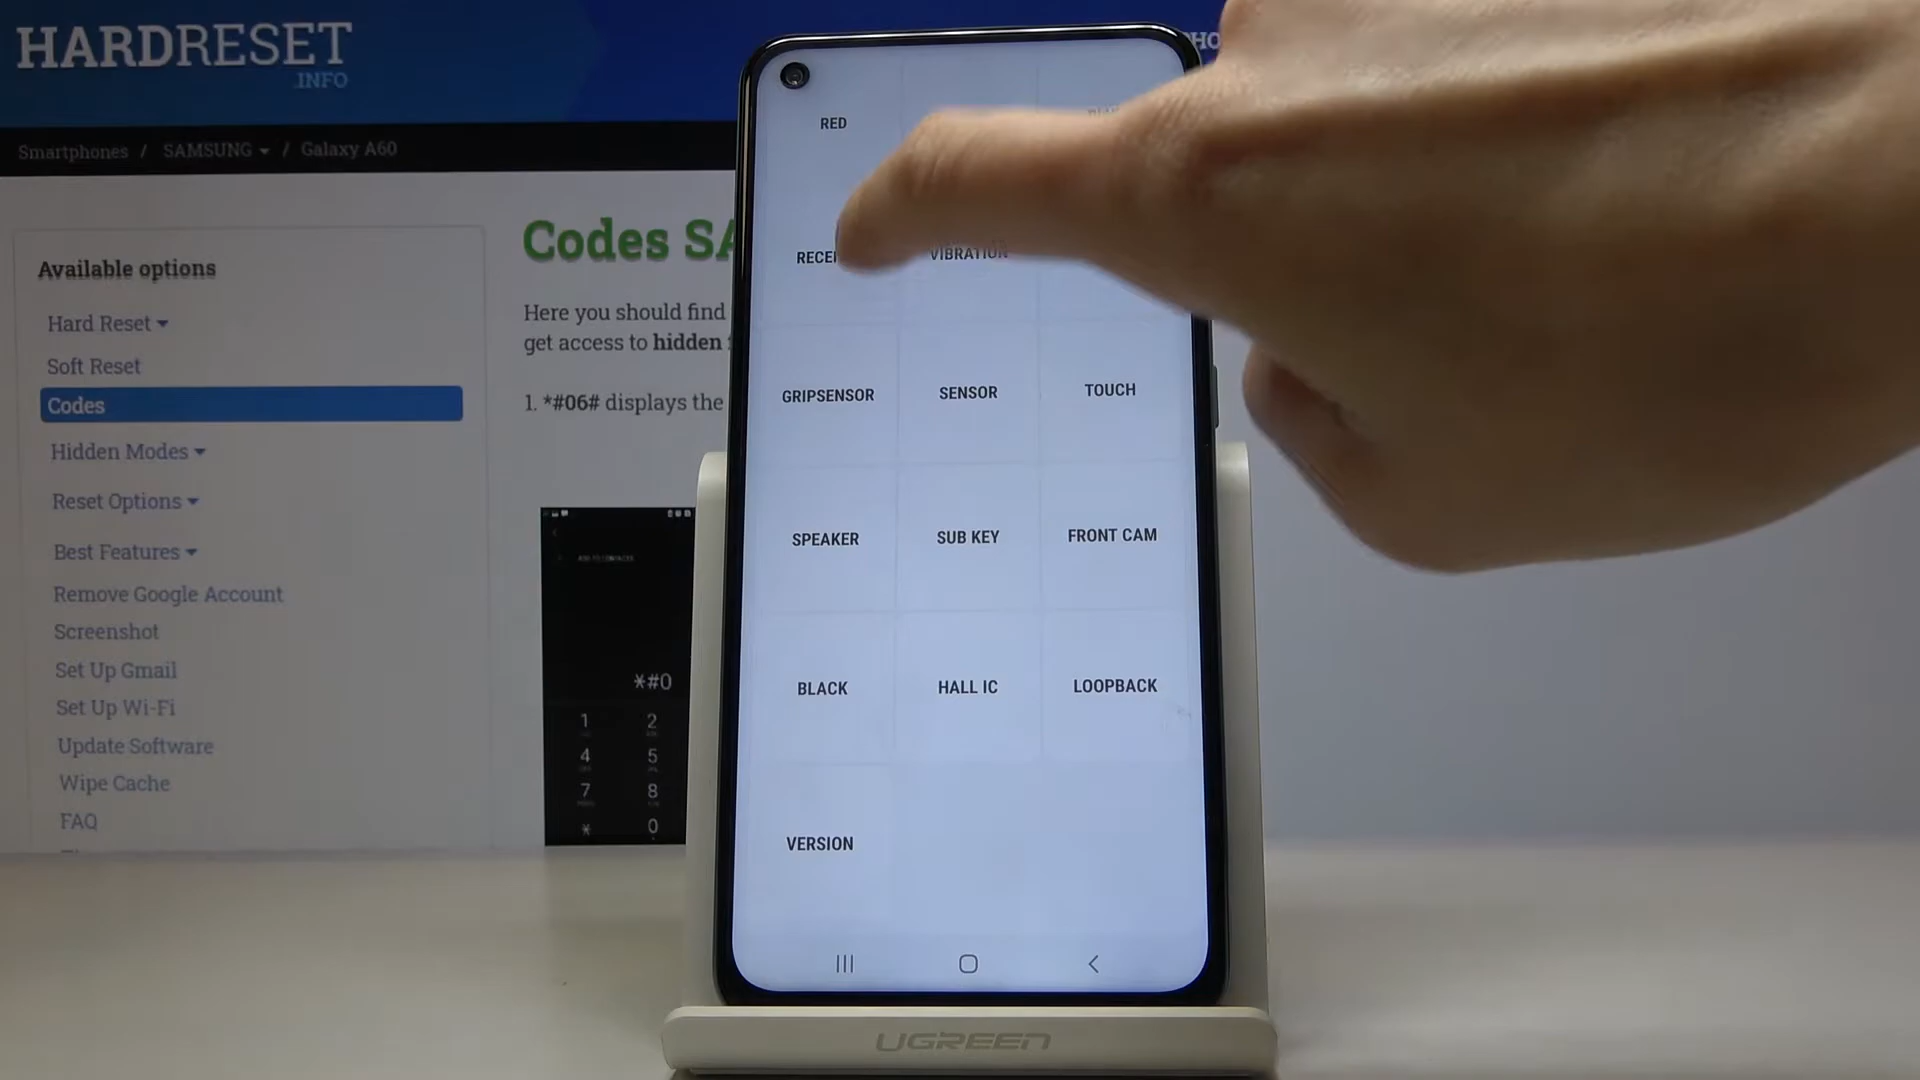 HARDRESET
.INFO
Smartphones / SAMSUNG / Galaxy A60
Available options
Hard Reset
Soft Reset
Codes
Hidden Modes
Reset Options
Best Features
Remove Google Account
Screenshot
Set Up Gmail
Set Up Wi-Fi
Update Software
Wipe Cache
FAQ
Codes SA
Here you should find
get access to hidden
1. *#06# displays the
ADD TO CONTACTS
*#0
1 2
4 5
7 8
* 0
RED
VIBRATION
GRIPSENSOR SENSOR TOUCH
SPEAKER SUB KEY FRONT CAM
BLACK HALL IC LOOPBACK
VERSION
UGREEN